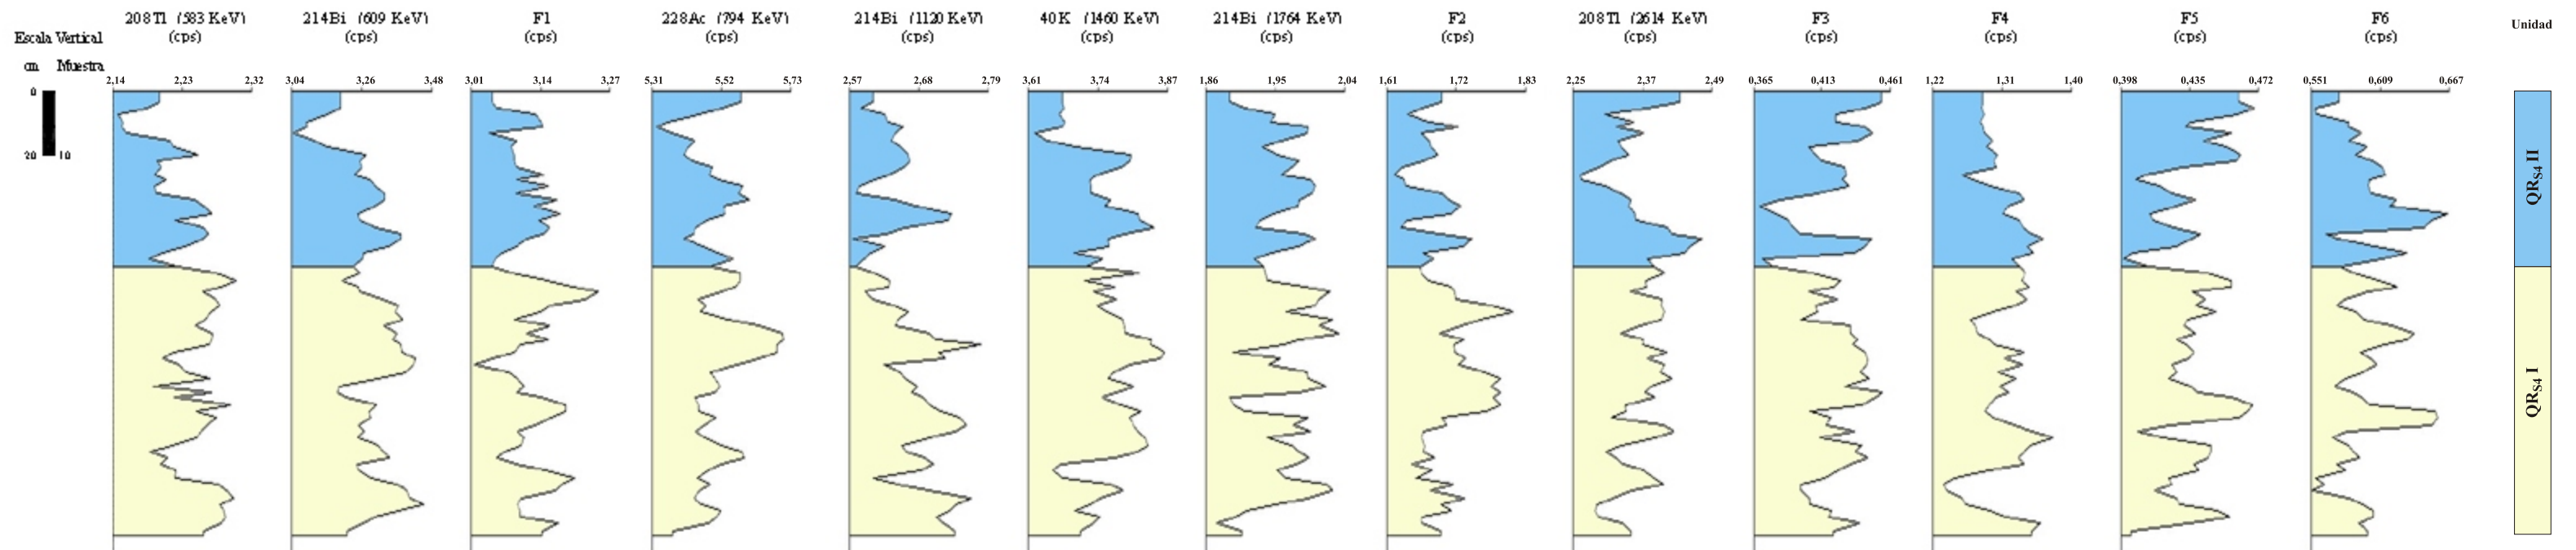 208Tl (583 KeV) 214Bi (609 KeV) F1 228Ac (794 KeV) 214Bi (1120 KeV) 40K (1460 KeV) 214Bi (1764 KeV) F2 208Tl (2614 KeV) F3 F4 F5 F6 Unidad
Escala Vertical (cps) (cps) (cps) (cps) (cps) (cps) (cps) (cps) (cps) (cps) (cps) (cps) (cps)
cm Muestra
2,14 2,23 2,32 3,04 3,26 3,48 3,01 3,14 3,27 5,31 5,52 5,73 2,57 2,68 2,79 3,61 3,74 3,87 1,86 1,95 2,04 1,61 1,72 1,83 2,25 2,37 2,49 0,365 0,413 0,461 1,22 1,31 1,40 0,398 0,435 0,472 0,551 0,609 0,667
0
20 10
QRS4 II
QRS4 I